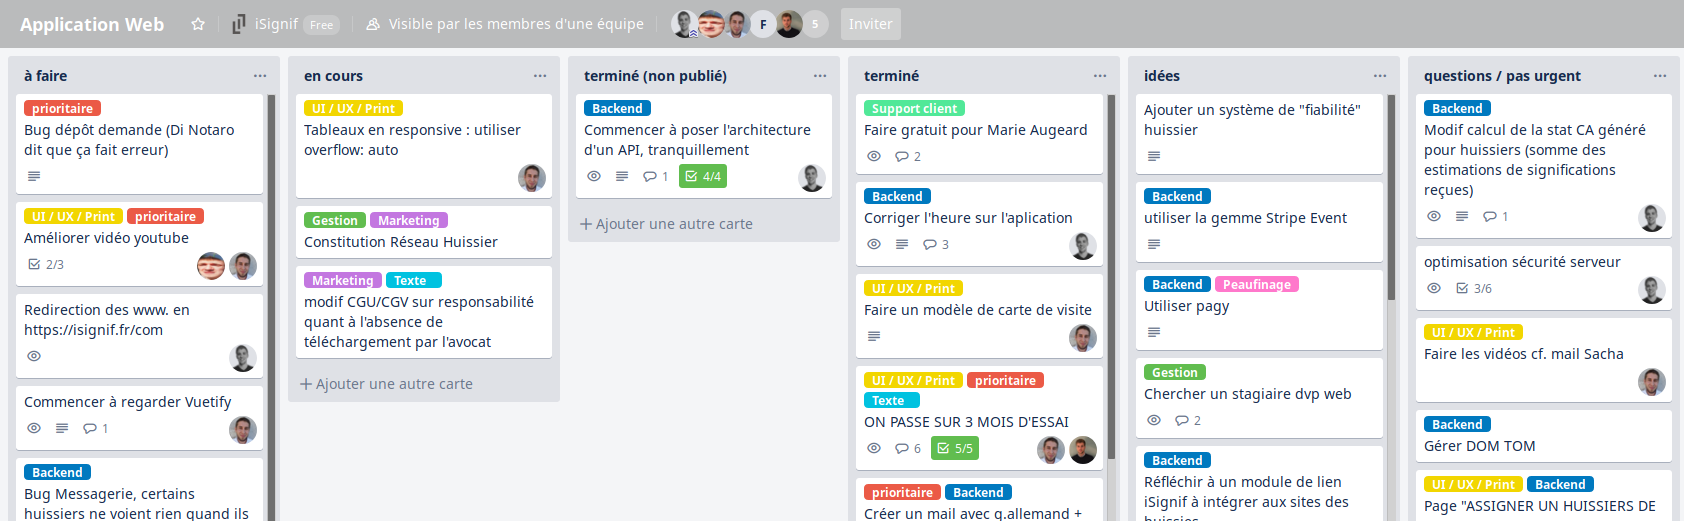 Application Web
iSignif
Free
Visible par les membres d'une équipe
F
5
Inviter
à faire
prioritaire
Bug dépôt demande (Di Notaro
dit que ça fait erreur)
UI / UX / Print prioritaire
Améliorer vidéo youtube
2/3
Redirection des www. en
https://isignif.fr/com
Commencer à regarder Vuetify
1
Backend
Bug Messagerie, certains
huissiers ne voient rien quand ils
en cours
UI / UX / Print
Tableaux en responsive : utiliser
overflow: auto
Gestion Marketing
Constitution Réseau Huissier
Marketing Texte
modif CGU/CGV sur responsabilité
quant à l'absence de
téléchargement par l'avocat
+ Ajouter une autre carte
terminé (non publié)
Backend
Commencer à poser l'architecture
d'un API, tranquillement
1 4/4
+ Ajouter une autre carte
terminé
Support client
Faire gratuit pour Marie Augeard
2
Backend
Corriger l'heure sur l'aplication
3
UI / UX / Print
Faire un modèle de carte de visite
UI / UX / Print prioritaire
Texte
ON PASSE SUR 3 MOIS D'ESSAI
6 5/5
prioritaire Backend
Créer un mail avec g.allemand +
idées
Ajouter un système de "fiabilité"
huissier
Backend
utiliser la gemme Stripe Event
Backend Peaufinage
Utiliser pagy
Gestion
Chercher un stagiaire dvp web
2
Backend
Réfléchir à un module de lien
iSignif à intégrer aux sites des
huissies
questions / pas urgent
Backend
Modif calcul de la stat CA généré
pour huissiers (somme des
estimations de significations
reçues)
1
optimisation sécurité serveur
3/6
UI / UX / Print
Faire les vidéos cf. mail Sacha
Backend
Gérer DOM TOM
UI / UX / Print Backend
Page "ASSIGNER UN HUISSIERS DE